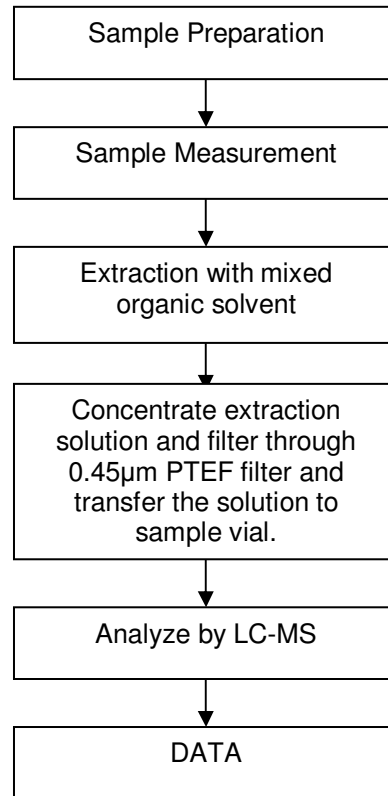 Sample Preparation
Sample Measurement
Extraction with mixed
organic solvent
Concentrate extraction
solution and filter through
0.45µm PTEF filter and
transfer the solution to
sample vial.
Analyze by LC-MS
DATA